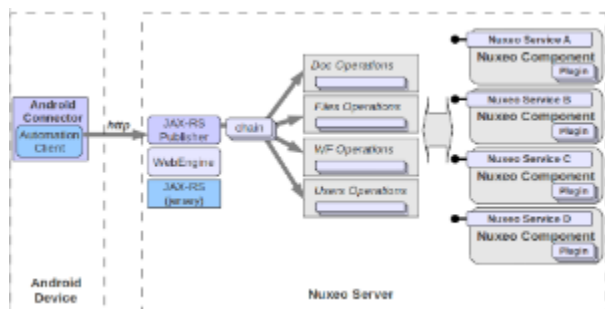 Android
Connector
Automation
Client
http
JAX-RS
Publisher
WebEngine
JAX-RS
(jersey)
chain
Doc Operations
Files Operations
WF Operations
Users Operations
Nuxeo Service A
Nuxeo Component
Plugin
Nuxeo Service B
Nuxeo Component
Plugin
Nuxeo Service C
Nuxeo Component
Plugin
Nuxeo Service D
Nuxeo Component
Plugin
Android
Device
Nuxeo Server